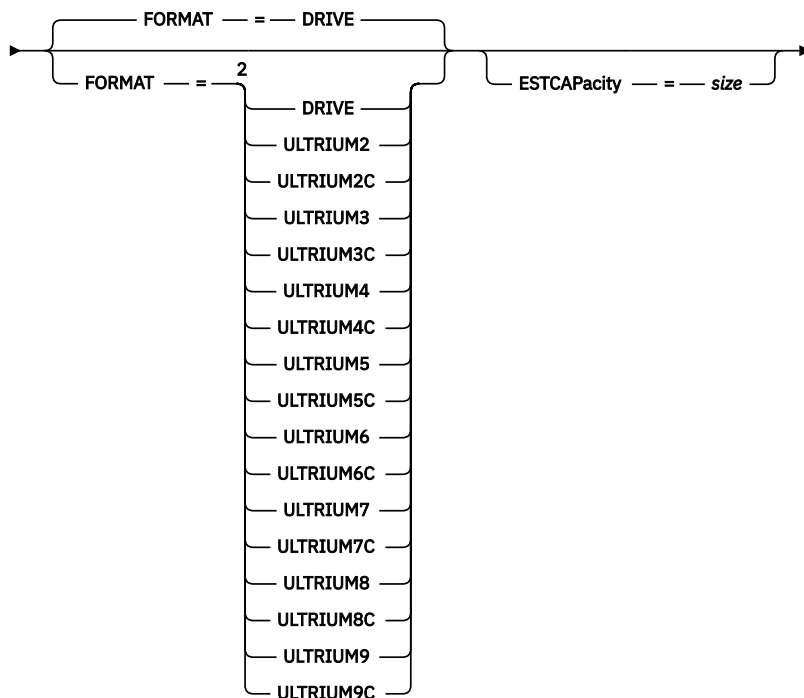 FORMAT = DRIVE
FORMAT = 2 ESTCAPacity = size
DRIVE
ULTRIUM2
ULTRIUM2C
ULTRIUM3
ULTRIUM3C
ULTRIUM4
ULTRIUM4C
ULTRIUM5
ULTRIUM5C
ULTRIUM6
ULTRIUM6C
ULTRIUM7
ULTRIUM7C
ULTRIUM8
ULTRIUM8C
ULTRIUM9
ULTRIUM9C